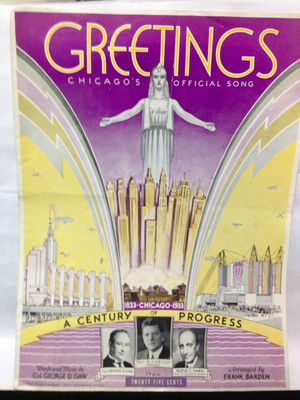 GREETINGS
CHICAGO'S OFFICIAL SONG
1833-CHICAGO-1933
A CENTURY OF PROGRESS
Words and Music by
Col. GEORGE D. GAW
Arranged by
FRANK BARDEN
Price
TWENTY FIVE CENTS